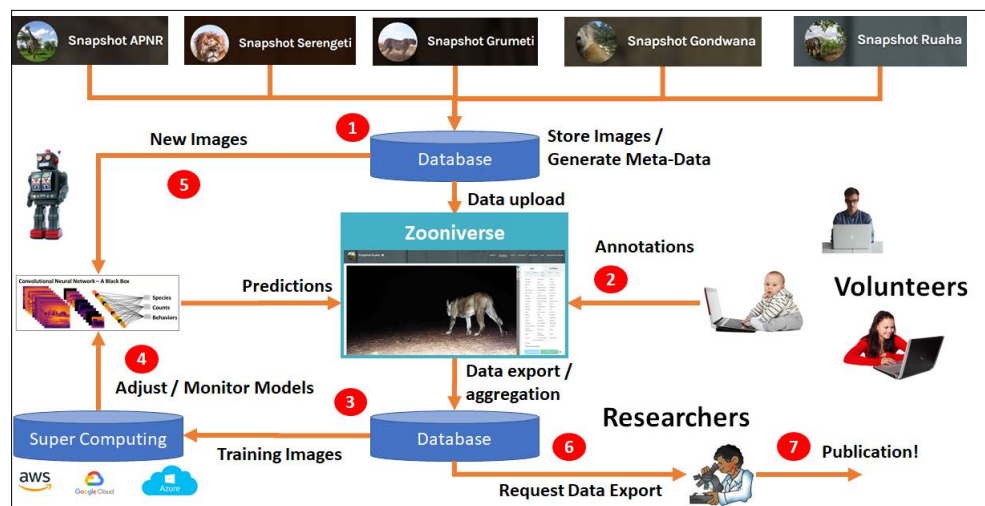 Snapshot APNR
Snapshot Serengeti
Snapshot Grumeti
Snapshot Gondwana
Snapshot Ruaha
1
New Images
5
Database
Store Images /
Generate Meta-Data
Data upload
Zooniverse
Annotations
2
Volunteers
Convolutional Neural Network – A Black Box
Species
Counts
Behaviors
Predictions
4
Adjust / Monitor Models
3
Data export /
aggregation
Super Computing
Training Images
Database
Researchers
6
Request Data Export
7
Publication!
aws
Google Cloud
Azure